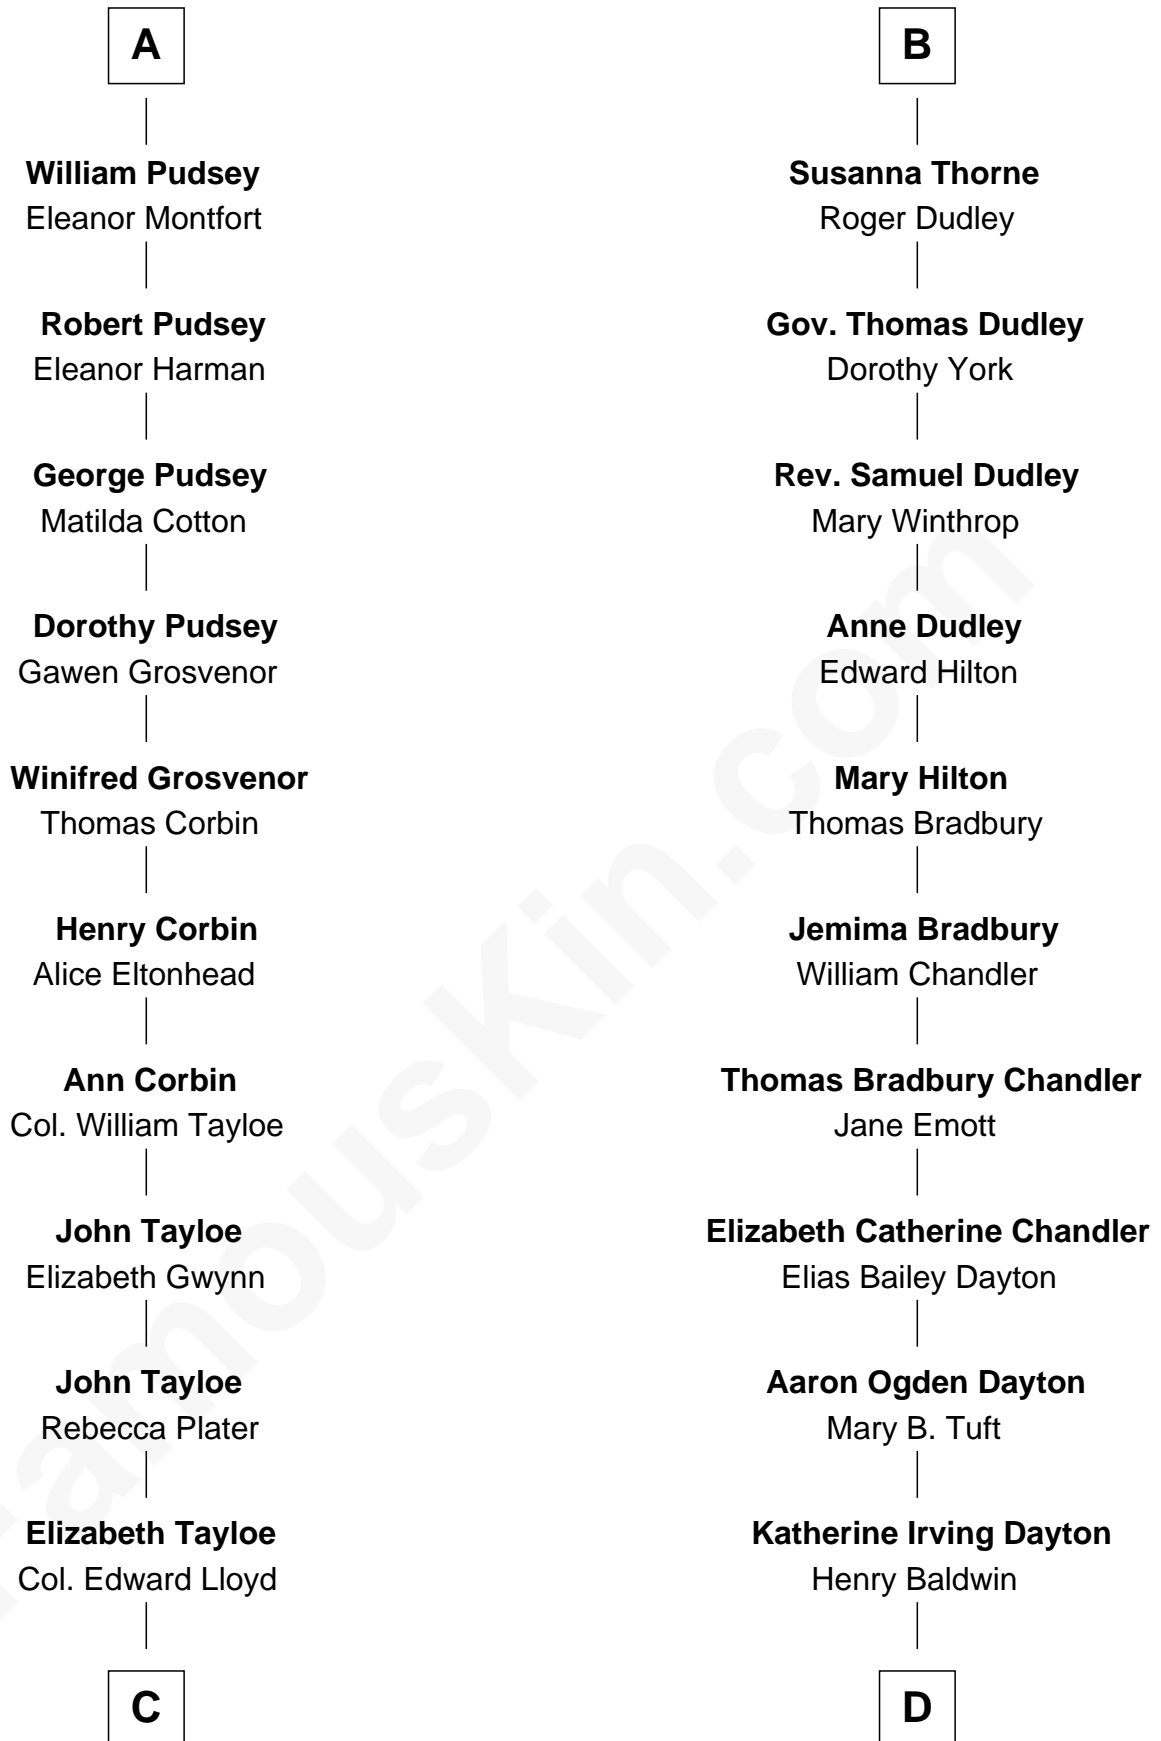 A
William Pudsey
Eleanor Montfort
Robert Pudsey
Eleanor Harman
George Pudsey
Matilda Cotton
Dorothy Pudsey
Gawen Grosvenor
Winifred Grosvenor
Thomas Corbin
Henry Corbin
Alice Eltonhead
Ann Corbin
Col. William Tayloe
John Tayloe
Elizabeth Gwynn
John Tayloe
Rebecca Plater
Elizabeth Tayloe
Col. Edward Lloyd
C
B
Susanna Thorne
Roger Dudley
Gov. Thomas Dudley
Dorothy York
Rev. Samuel Dudley
Mary Winthrop
Anne Dudley
Edward Hilton
Mary Hilton
Thomas Bradbury
Jemima Bradbury
William Chandler
Thomas Bradbury Chandler
Jane Emott
Elizabeth Catherine Chandler
Elias Bailey Dayton
Aaron Ogden Dayton
Mary B. Tuft
Katherine Irving Dayton
Henry Baldwin
D
FamousKin.com